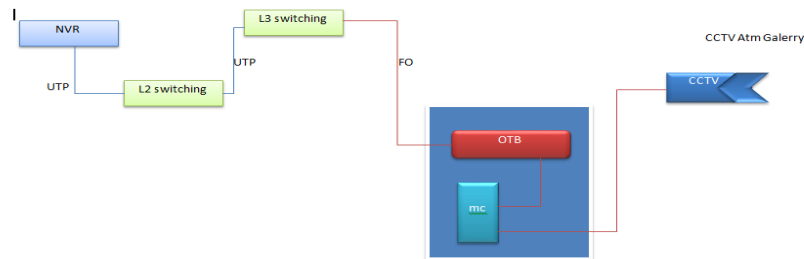 NVR
L3 switching
CCTV Atm Galerry
UTP
FO
UTP
L2 switching
CCTV
OTB
mc